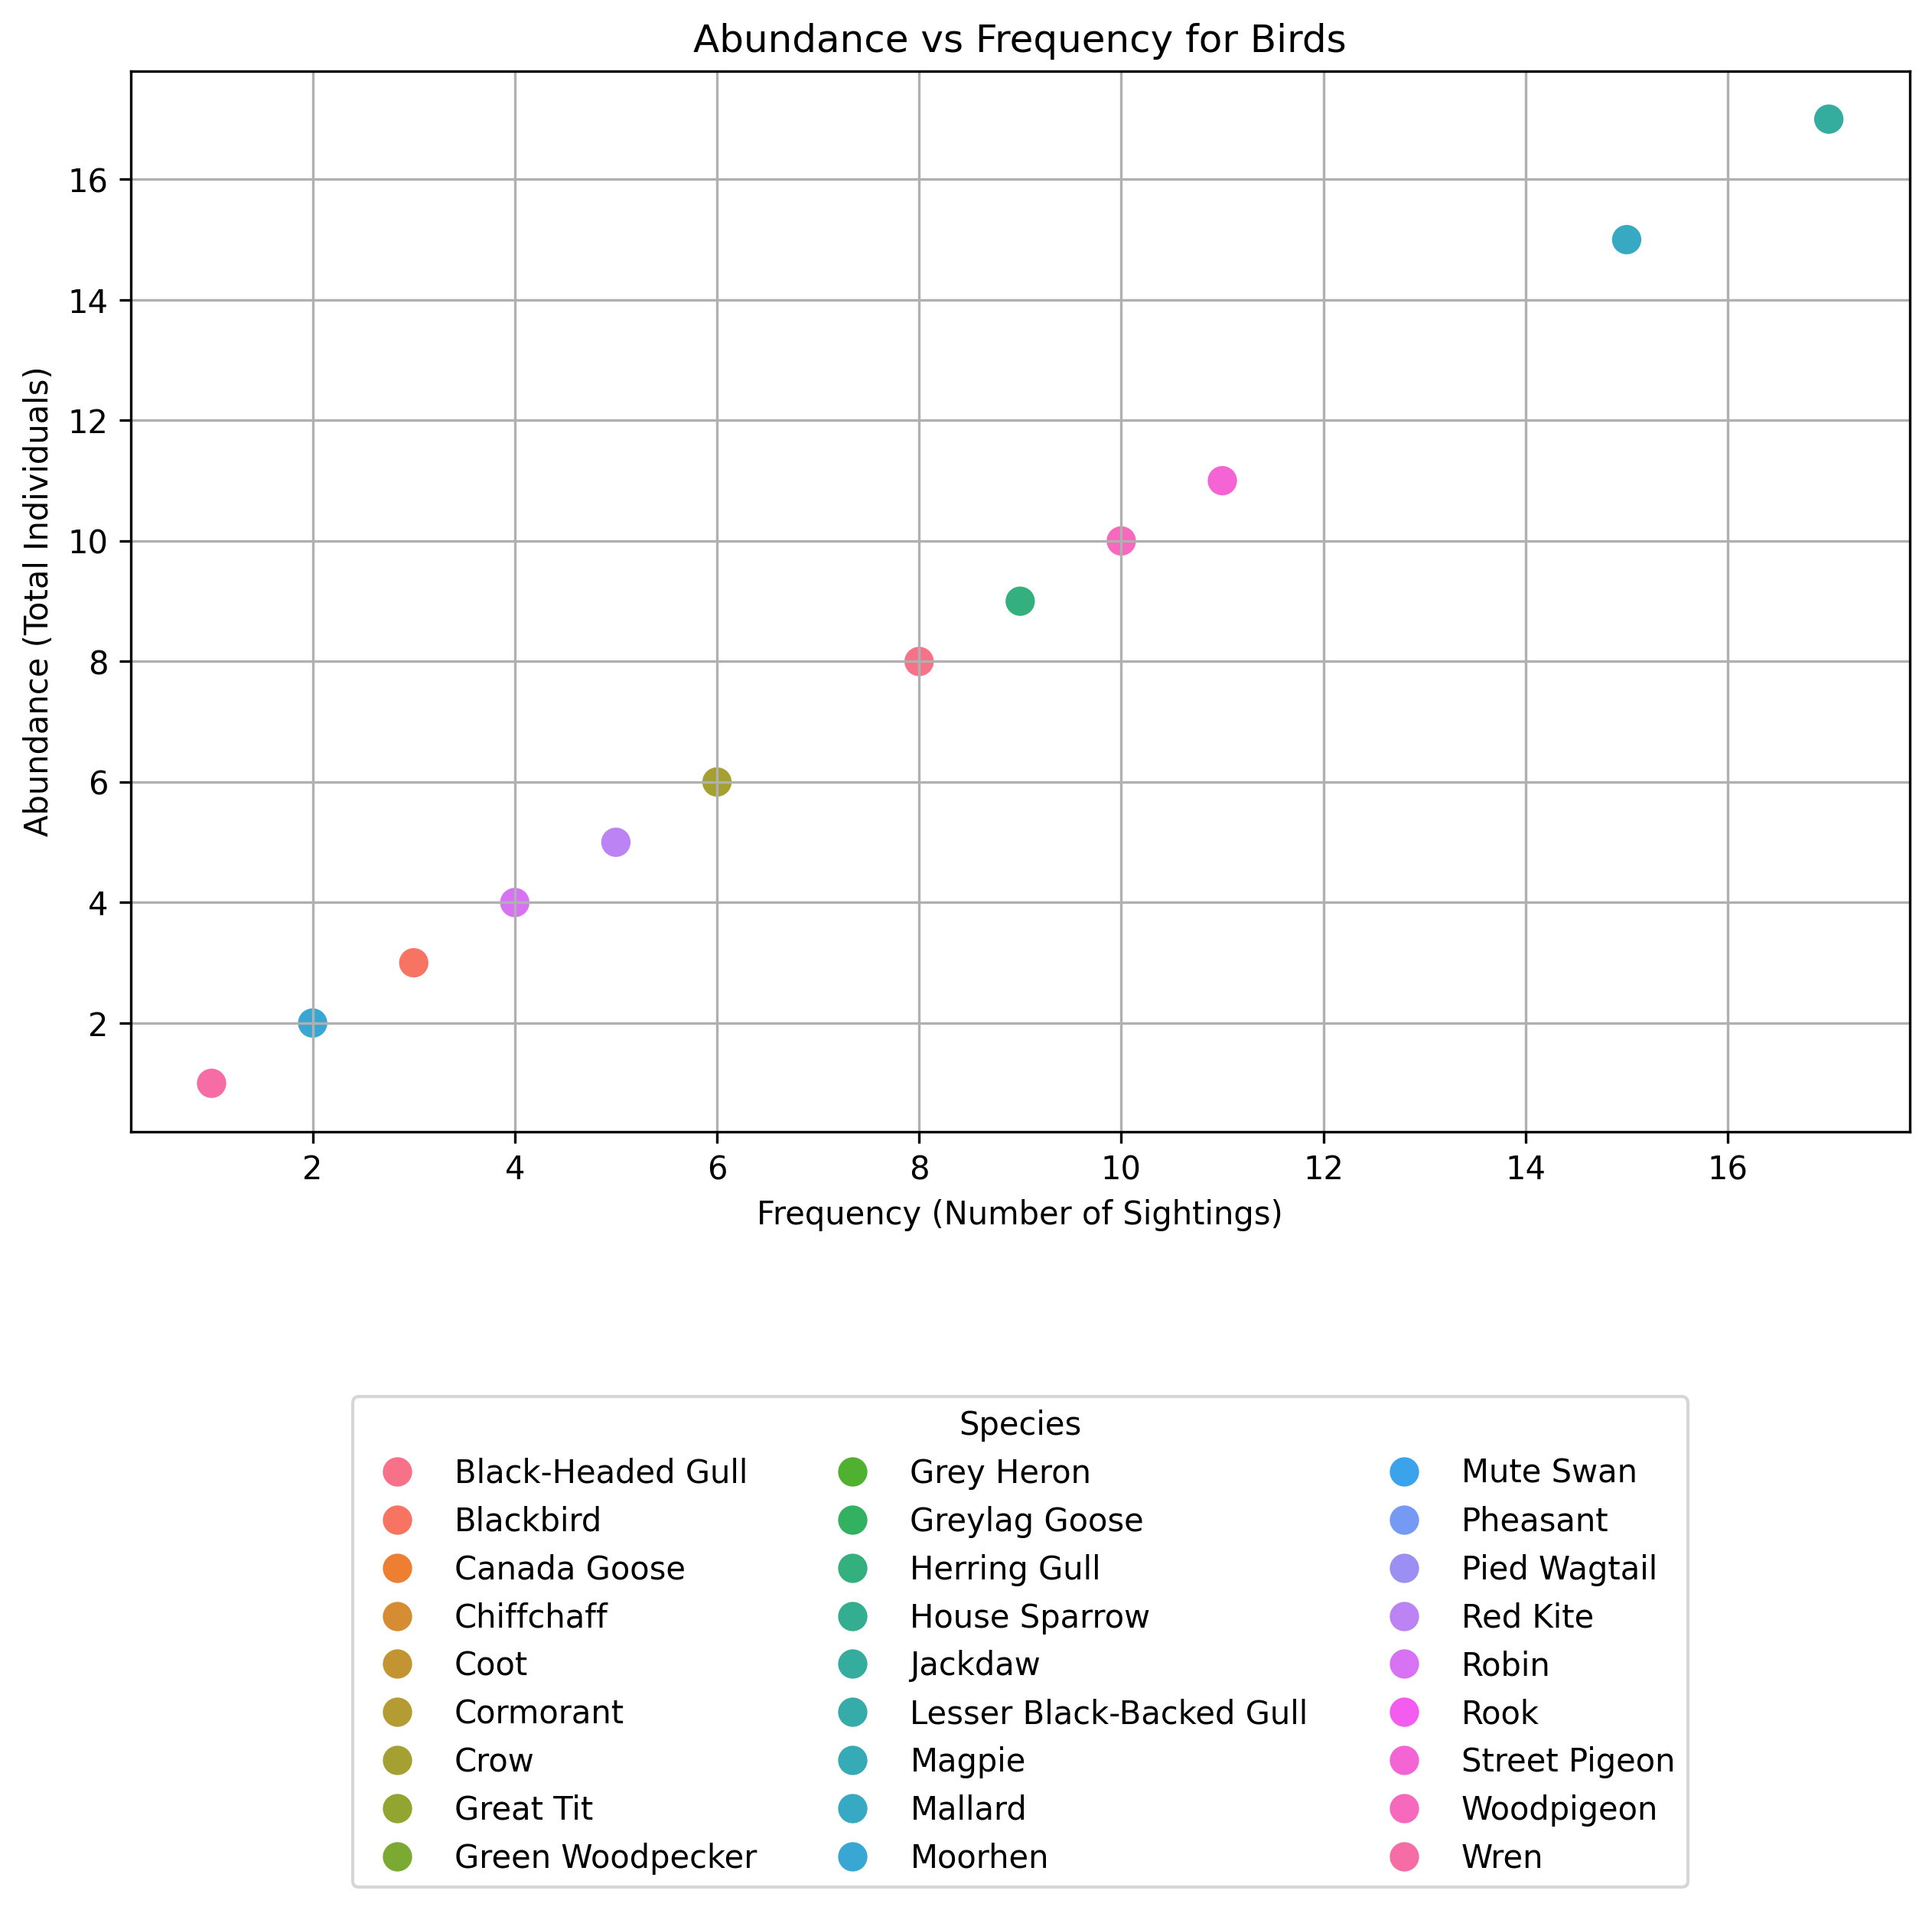 Abundance vs Frequency for Birds
Abundance (Total Individuals)
16
14
12
10
8
6
4
2
2 4 6 8 10 12 14 16
Frequency (Number of Sightings)
Species
Black-Headed Gull
Blackbird
Canada Goose
Chiffchaff
Coot
Cormorant
Crow
Great Tit
Green Woodpecker
Grey Heron
Greylag Goose
Herring Gull
House Sparrow
Jackdaw
Lesser Black-Backed Gull
Magpie
Mallard
Moorhen
Mute Swan
Pheasant
Pied Wagtail
Red Kite
Robin
Rook
Street Pigeon
Woodpigeon
Wren